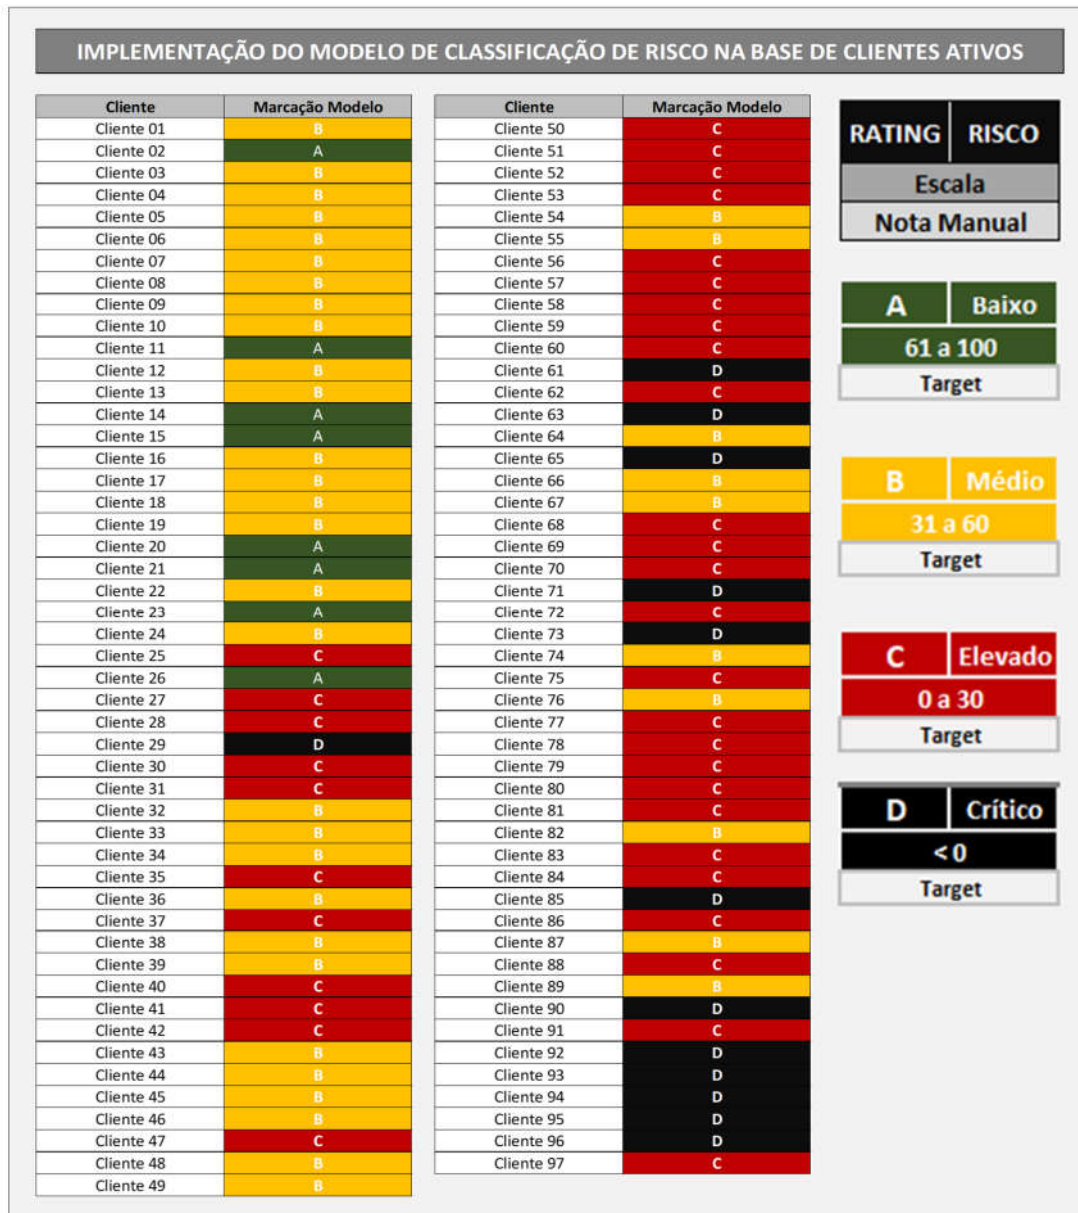 IMPLEMENTAÇÃO DO MODELO DE CLASSIFICAÇÃO DE RISCO NA BASE DE CLIENTES ATIVOS
Cliente Marcação Modelo
Cliente 01 B
Cliente 02 A
Cliente 03 B
Cliente 04 B
Cliente 05 B
Cliente 06 B
Cliente 07 B
Cliente 08 B
Cliente 09 B
Cliente 10 B
Cliente 11 A
Cliente 12 B
Cliente 13 B
Cliente 14 A
Cliente 15 A
Cliente 16 B
Cliente 17 B
Cliente 18 B
Cliente 19 B
Cliente 20 A
Cliente 21 A
Cliente 22 B
Cliente 23 A
Cliente 24 B
Cliente 25 C
Cliente 26 A
Cliente 27 C
Cliente 28 C
Cliente 29 D
Cliente 30 C
Cliente 31 C
Cliente 32 B
Cliente 33 B
Cliente 34 B
Cliente 35 C
Cliente 36 B
Cliente 37 C
Cliente 38 B
Cliente 39 B
Cliente 40 C
Cliente 41 C
Cliente 42 C
Cliente 43 B
Cliente 44 B
Cliente 45 B
Cliente 46 B
Cliente 47 C
Cliente 48 B
Cliente 49 B
Cliente Marcação Modelo
Cliente 50 C
Cliente 51 C
Cliente 52 C
Cliente 53 C
Cliente 54 B
Cliente 55 B
Cliente 56 C
Cliente 57 C
Cliente 58 C
Cliente 59 C
Cliente 60 C
Cliente 61 D
Cliente 62 C
Cliente 63 D
Cliente 64 B
Cliente 65 D
Cliente 66 B
Cliente 67 B
Cliente 68 C
Cliente 69 C
Cliente 70 C
Cliente 71 D
Cliente 72 C
Cliente 73 D
Cliente 74 B
Cliente 75 C
Cliente 76 B
Cliente 77 C
Cliente 78 C
Cliente 79 C
Cliente 80 C
Cliente 81 C
Cliente 82 B
Cliente 83 C
Cliente 84 C
Cliente 85 D
Cliente 86 C
Cliente 87 B
Cliente 88 C
Cliente 89 B
Cliente 90 D
Cliente 91 C
Cliente 92 D
Cliente 93 D
Cliente 94 D
Cliente 95 D
Cliente 96 D
Cliente 97 C
RATING RISCO
Escala
Nota Manual
A Baixo
61 a 100
Target
B Médio
31 a 60
Target
C Elevado
0 a 30
Target
D Crítico
< 0
Target